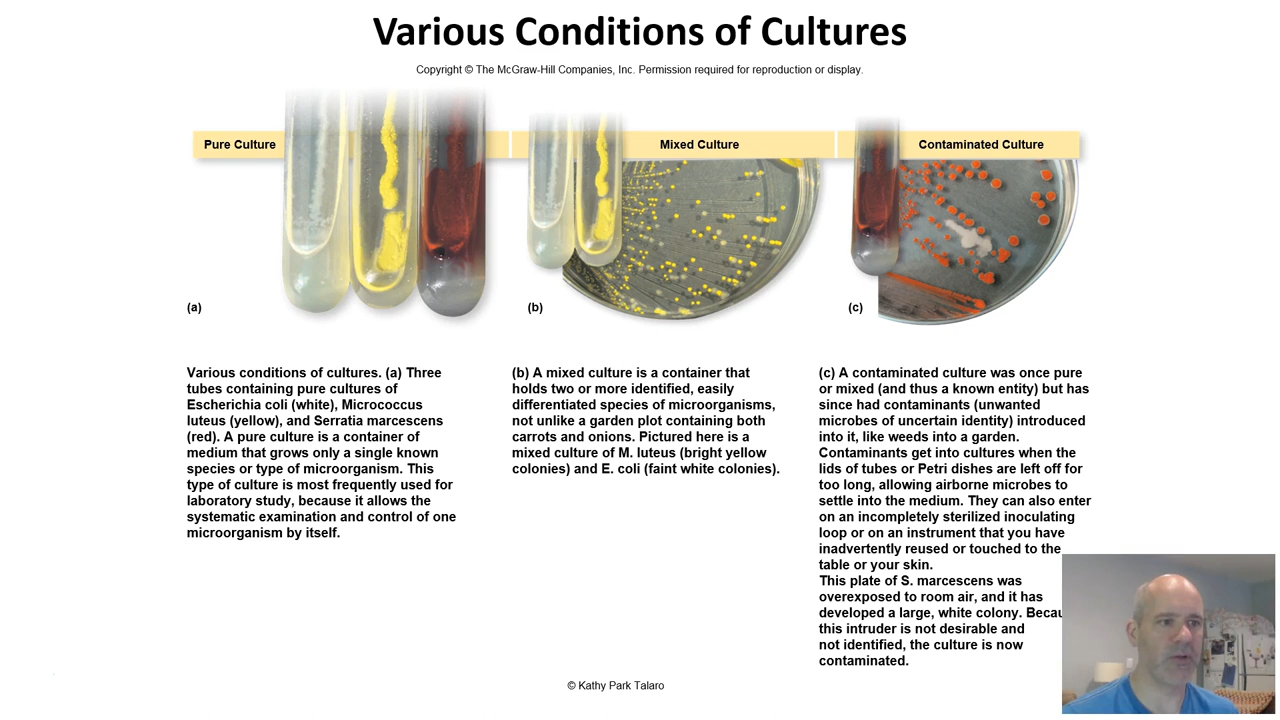 Various Conditions of Cultures
Copyright © The McGraw-Hill Companies, Inc. Permission required for reproduction or display.
Pure Culture
Mixed Culture
Contaminated Culture
(a)
(b)
(c)
Various conditions of cultures. (a) Three
tubes containing pure cultures of
Escherichia coli (white), Micrococcus
luteus (yellow), and Serratia marcescens
(red). A pure culture is a container of
medium that grows only a single known
species or type of microorganism. This
type of culture is most frequently used for
laboratory study, because it allows the
systematic examination and control of one
microorganism by itself.
(b) A mixed culture is a container that
holds two or more identified, easily
differentiated species of microorganisms,
not unlike a garden plot containing both
carrots and onions. Pictured here is a
mixed culture of M. luteus (bright yellow
colonies) and E. coli (faint white colonies).
(c) A contaminated culture was once pure
or mixed (and thus a known entity) but has
since had contaminants (unwanted
microbes of uncertain identity) introduced
into it, like weeds into a garden.
Contaminants get into cultures when the
lids of tubes or Petri dishes are left off for
too long, allowing airborne microbes to
settle into the medium. They can also enter
on an incompletely sterilized inoculating
loop or on an instrument that you have
inadvertently reused or touched to the
table or your skin.
This plate of S. marcescens was
overexposed to room air, and it has
developed a large, white colony.
this intruder is not desirable and
not identified, the culture is now
contaminated.
© Kathy Park Talaro